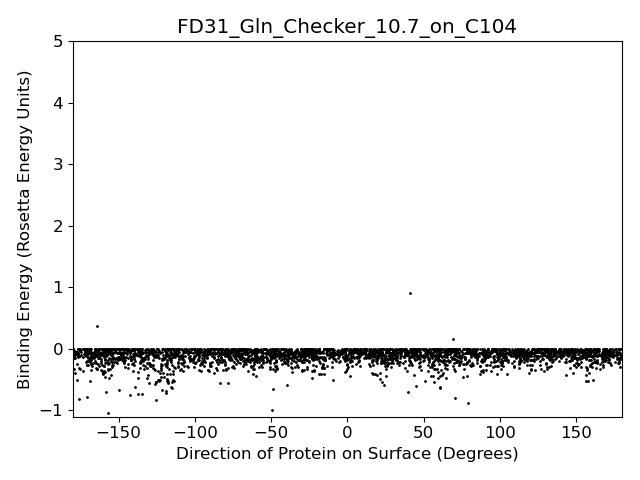 FD31_Gln_Checker_10.7_on_C104
Binding Energy (Rosetta Energy Units)
5
4
3
2
1
0
−1
−150 −100 −50 0 50 100 150
Direction of Protein on Surface (Degrees)